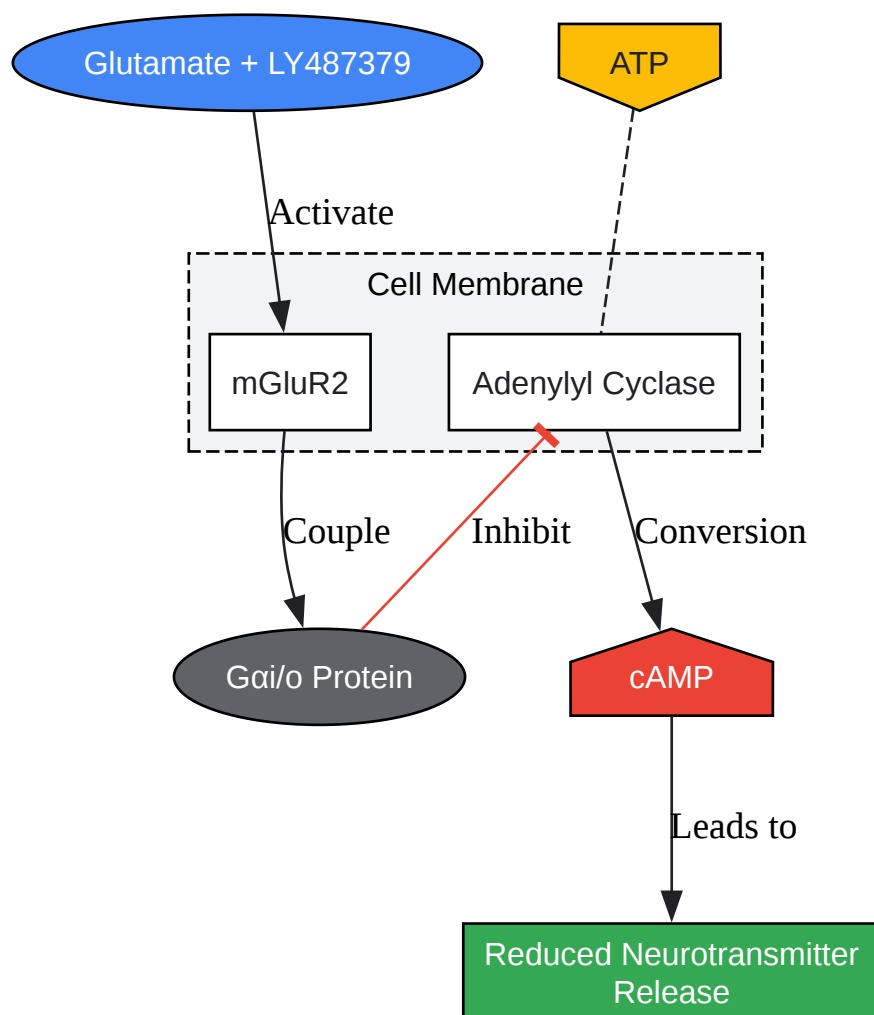 Glutamate + LY487379
ATP
Activate
Cell Membrane
mGluR2
Adenylyl Cyclase
Couple
Inhibit
Conversion
Gαi/o Protein
cAMP
Leads to
Reduced Neurotransmitter
Release